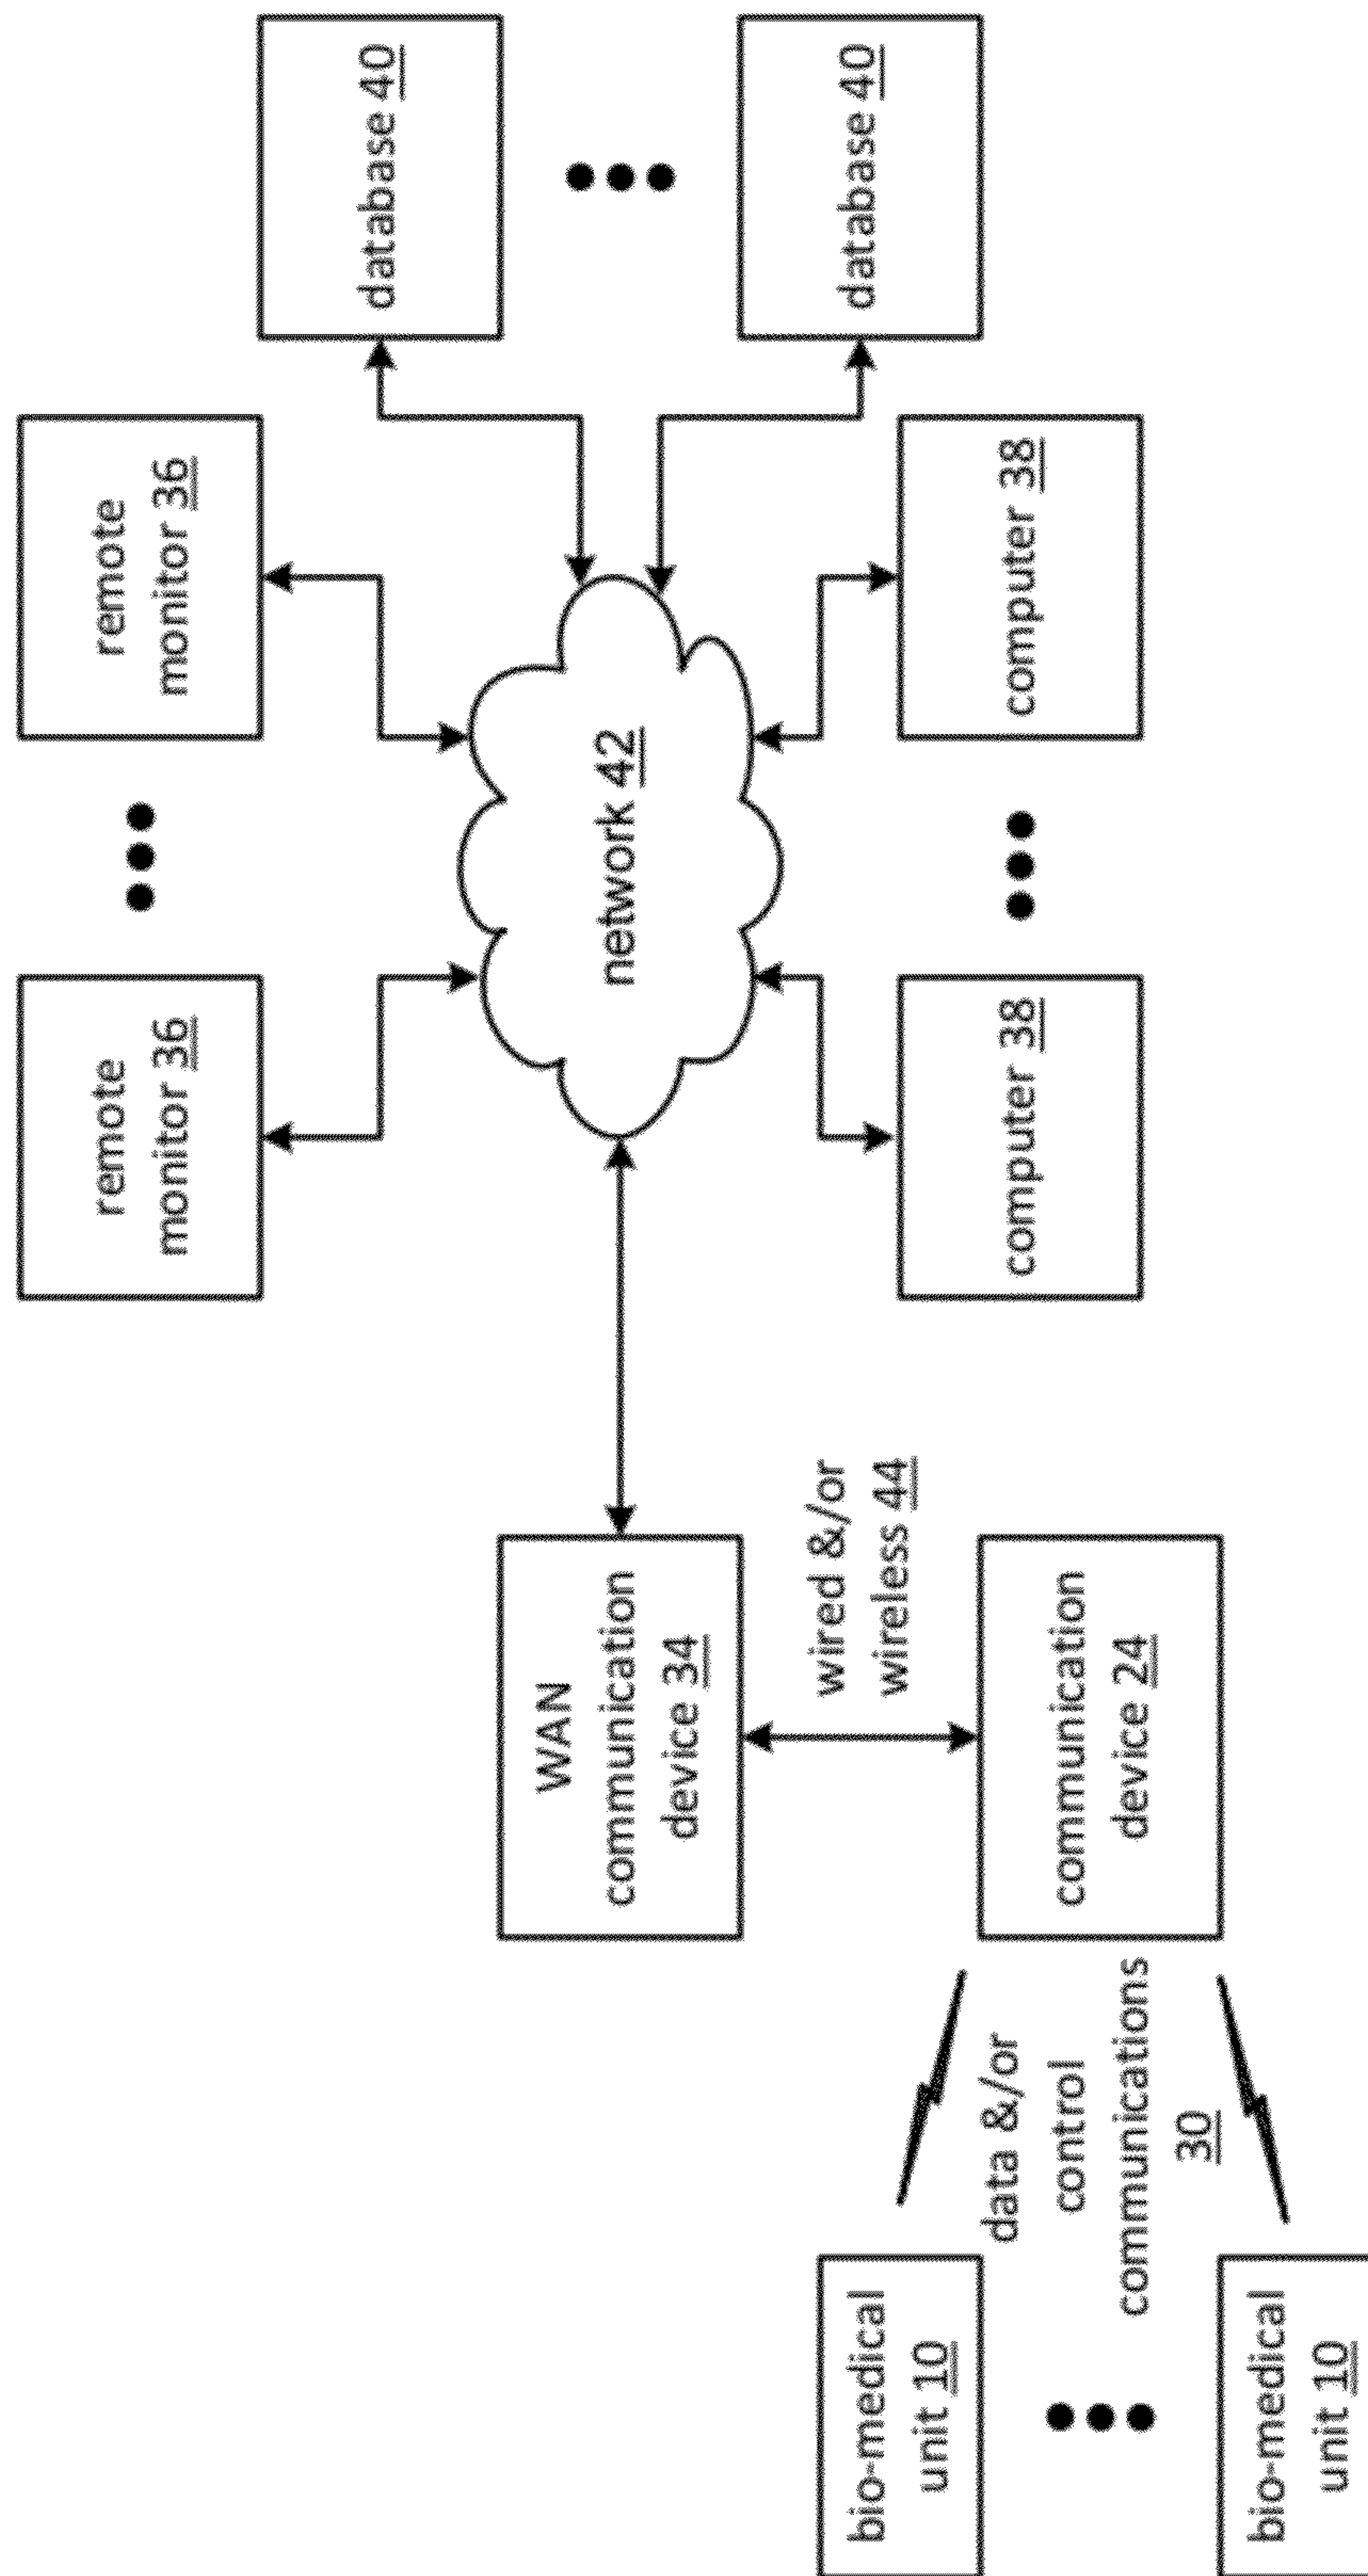 remote
monitor 36
remote
monitor 36
database 40
database 40
network 42
WAN
communication
device 34
wired &/or
wireless 44
computer 38
computer 38
bio-medical
unit 10
data &/or
control
communications
30
communication
device 24
bio-medical
unit 10